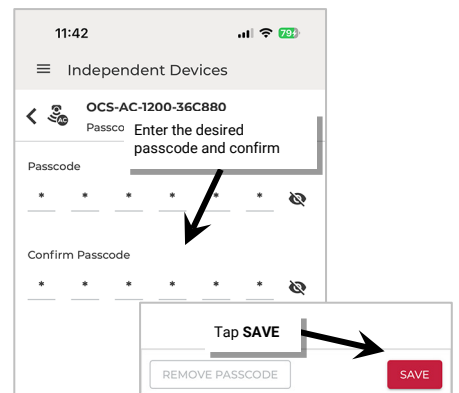 11:42
79
Independent Devices
OCS-AC-1200-36C880
AC
Passco
Enter the desired
passcode and confirm
Passcode
* * * * * *
Confirm Passcode
* * * * * *
Tap SAVE
REMOVE PASSCODE
SAVE